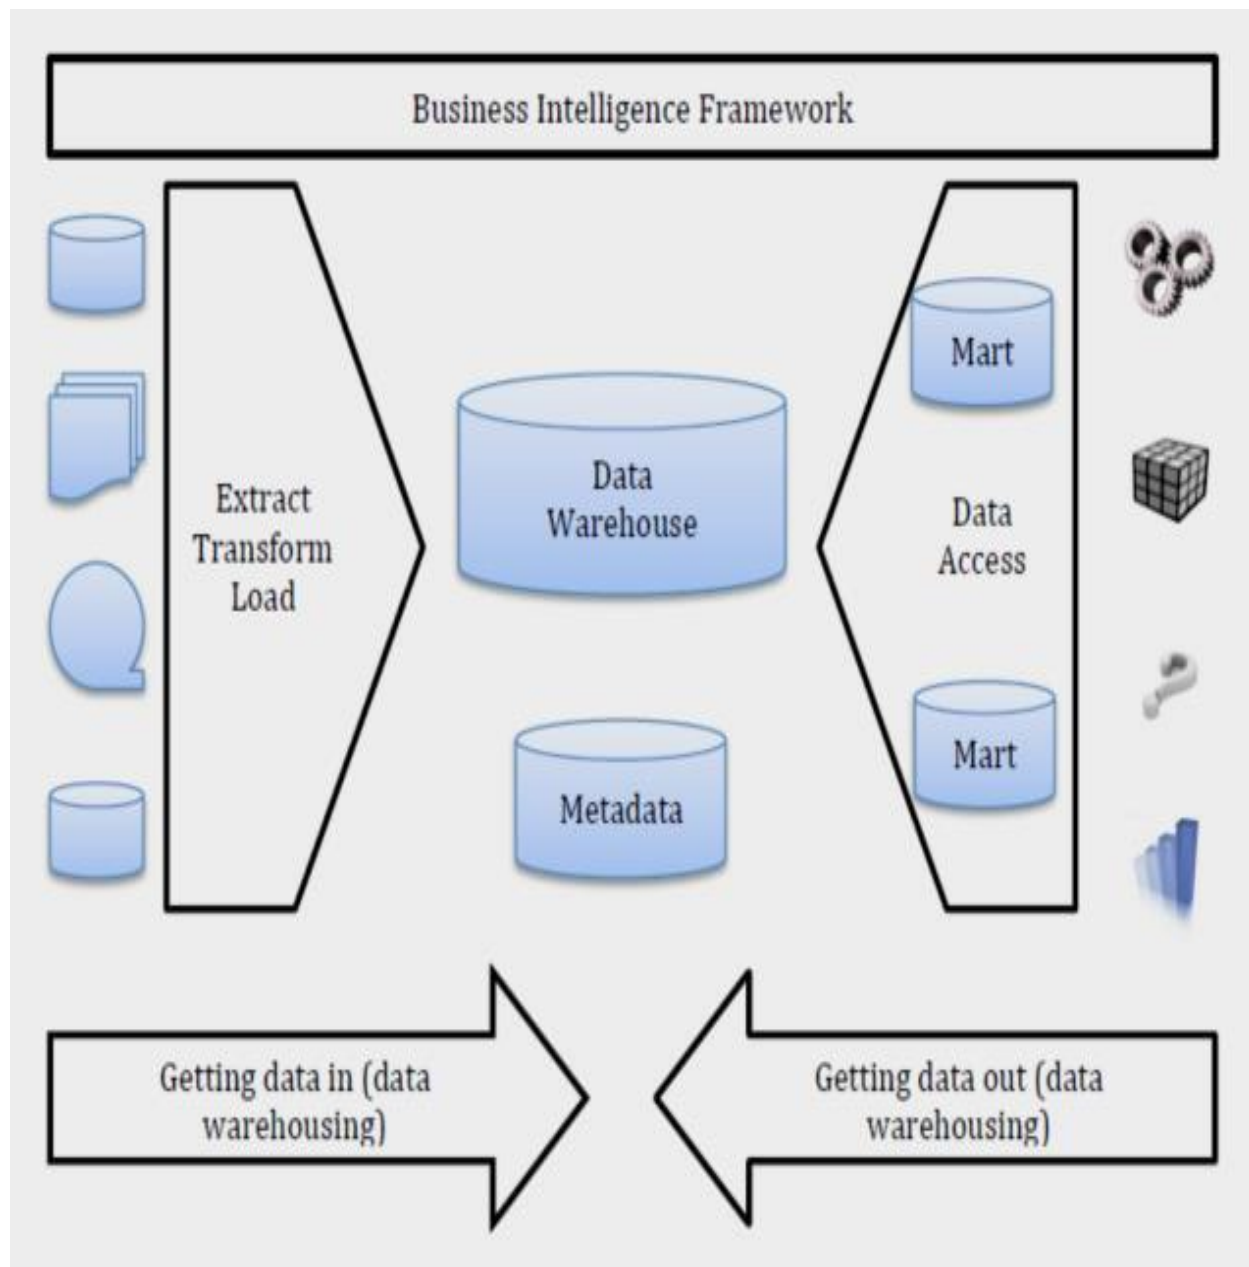 Business Intelligence Framework
Extract
Transform
Load
Data
Warehouse
Metadata
Mart
Data
Access
Mart
Getting data in (data
warehousing)
Getting data out (data
warehousing)